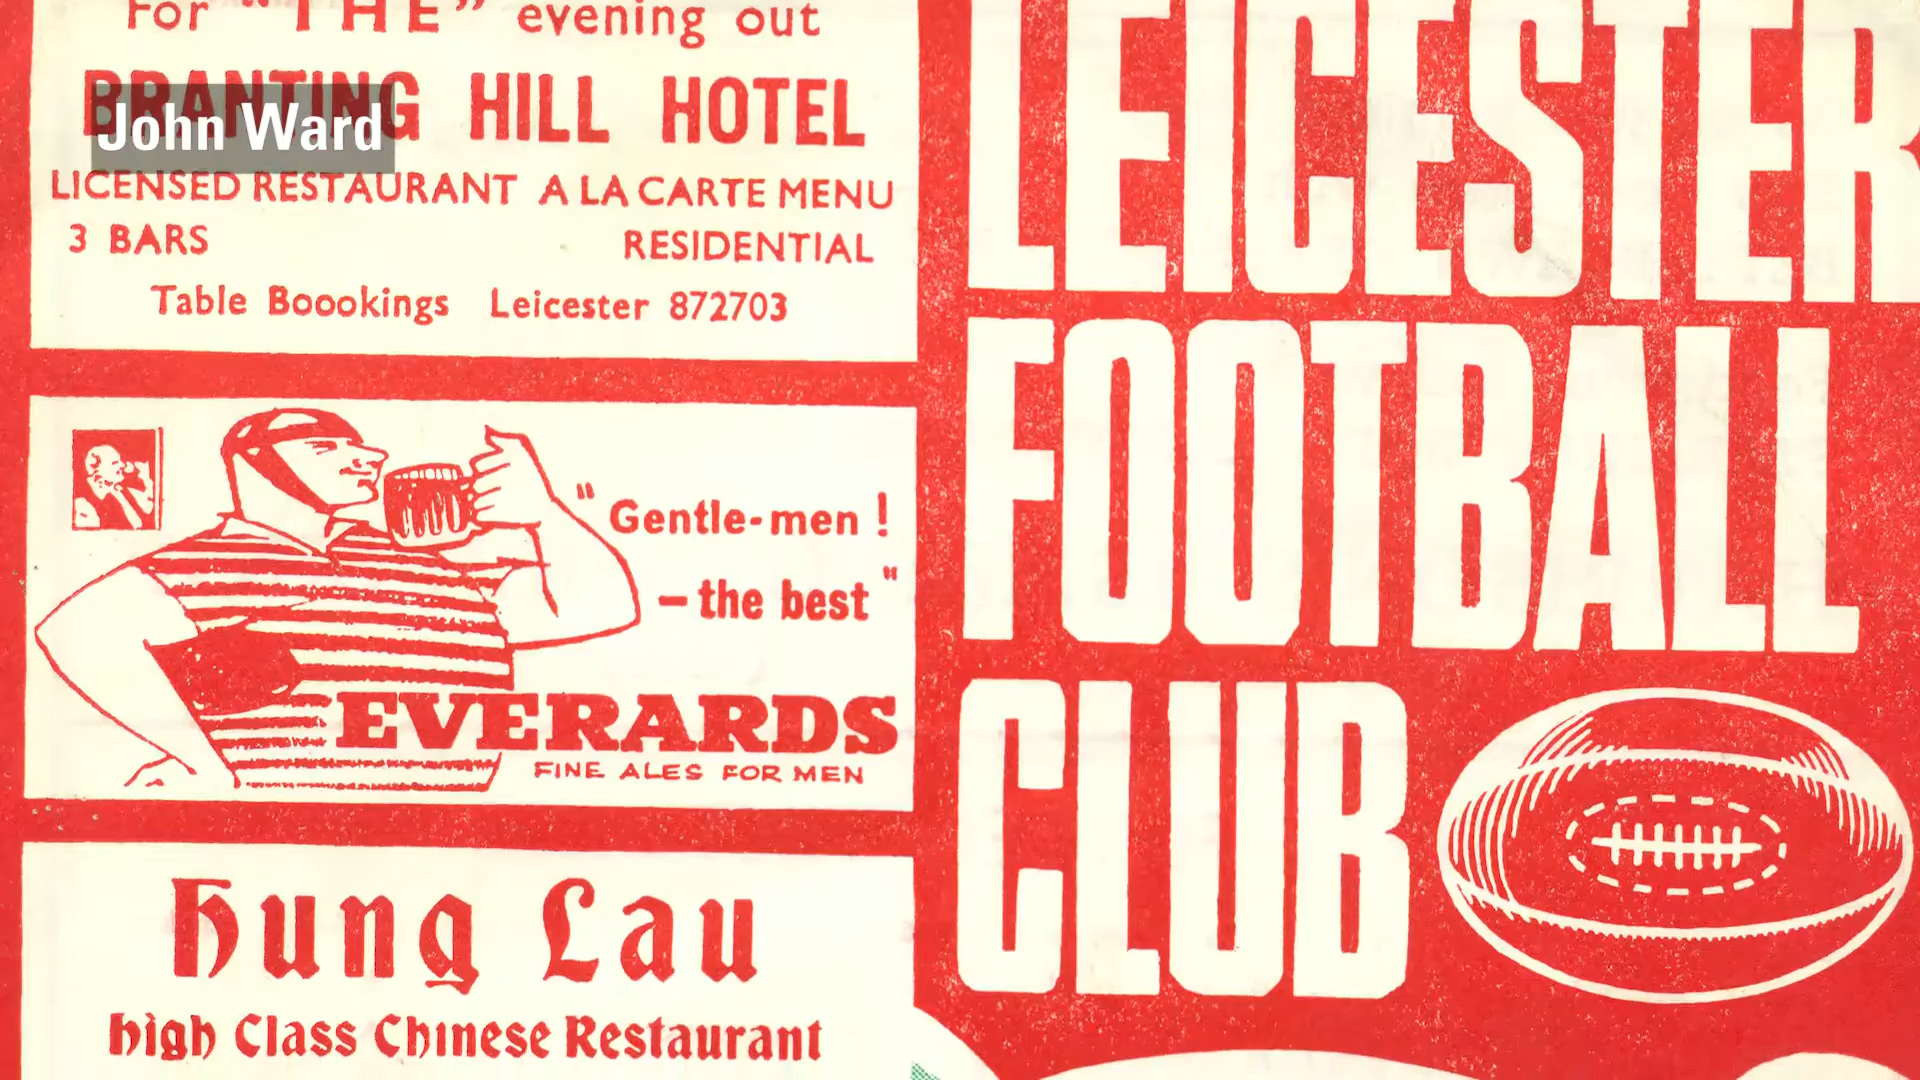 For "THE" evening out
BRANTING HILL HOTEL
John Ward
LICENSED RESTAURANT A LA CARTE MENU
3 BARS RESIDENTIAL
Table Boookings Leicester 872703
"Gentle-men!
-the best"
EVERARDS
FINE ALES FOR MEN
Hung Lau
High Class Chinese Restaurant
LEICESTER
FOOTBALL
CLUB